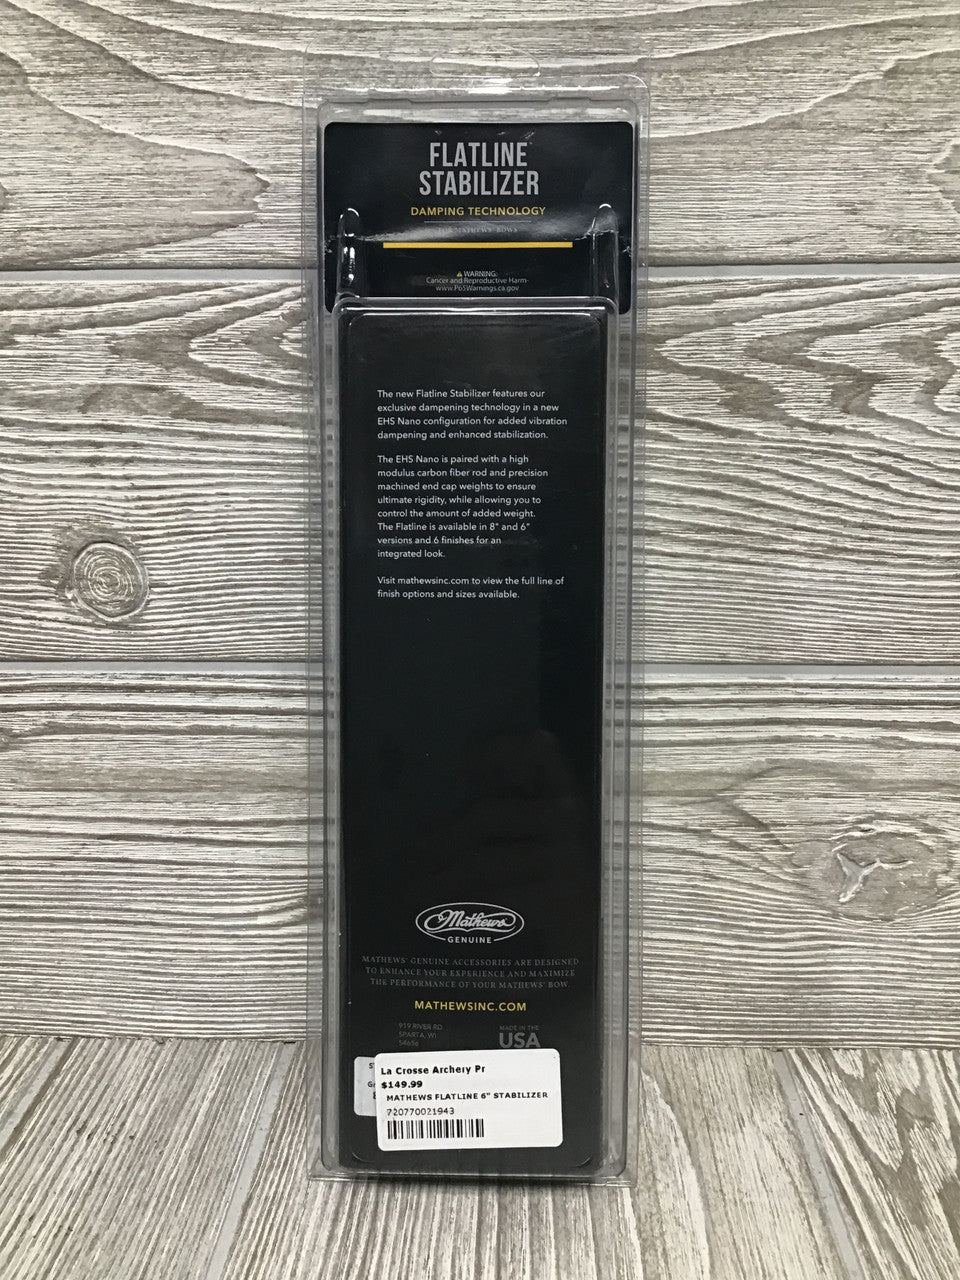 FLATLINE
STABILIZER
DAMPING TECHNOLOGY
FOR MATHEWS® BOWS
WARNING:
Cancer and Reproductive Harm-
www.P65Warnings.ca.gov
The new Flatline Stabilizer features our
exclusive dampening technology in a new
EHS Nano configuration for added vibration
dampening and enhanced stabilization.
The EHS Nano is paired with a high
modulus carbon fiber rod and precision
machined end cap weights to ensure
ultimate rigidity, while allowing you to
control the amount of added weight.
The Flatline is available in 8" and 6"
versions and 6 finishes for an
integrated look.
Visit mathewsinc.com to view the full line of
finish options and sizes available.
Mathews
GENUINE
MATHEWS® GENUINE ACCESSORIES ARE DESIGNED
TO ENHANCE YOUR EXPERIENCE AND MAXIMIZE
THE PERFORMANCE OF YOUR MATHEWS® BOW.
MATHEWSINC.COM
919 RIVER RD
SPARTA, WI
54656
MADE IN THE
USA
La Crosse Archery Pr
$149.99
MATHEWS FLATLINE 6" STABILIZER
720770021943